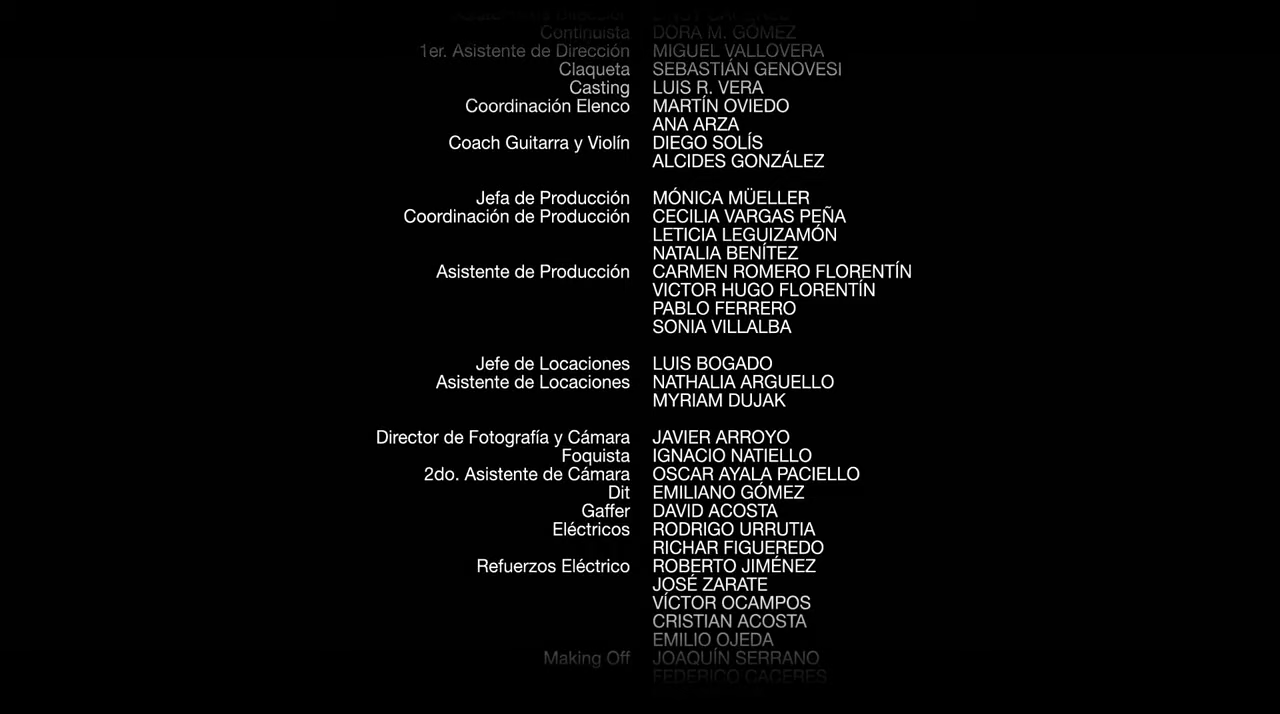 Continuista DORA M. GÓMEZ
1er. Asistente de Dirección MIGUEL VALLOVERA
Claqueta SEBASTIÁN GENOVESI
Casting LUIS R. VERA
Coordinación Elenco MARTÍN OVIEDO
ANA ARZA
Coach Guitarra y Violín DIEGO SOLÍS
ALCIDES GONZÁLEZ
Jefa de Producción MÓNICA MÜELLER
Coordinación de Producción CECILIA VARGAS PEÑA
LETICIA LEGUIZAMÓN
NATALIA BENÍTEZ
Asistente de Producción CARMEN ROMERO FLORENTÍN
VICTOR HUGO FLORENTÍN
PABLO FERRERO
SONIA VILLALBA
Jefe de Locaciones LUIS BOGADO
Asistente de Locaciones NATHALIA ARGUELLO
MYRIAM DUJAK
Director de Fotografía y Cámara JAVIER ARROYO
Foquista IGNACIO NATIELLO
2do. Asistente de Cámara OSCAR AYALA PACIELLO
Dit EMILIANO GÓMEZ
Gaffer DAVID ACOSTA
Eléctricos RODRIGO URRUTIA
RICHAR FIGUEREDO
Refuerzos Eléctrico ROBERTO JIMÉNEZ
JOSÉ ZARATE
VÍCTOR OCAMPOS
CRISTIAN ACOSTA
EMILIO OJEDA
Making Off JOAQUÍN SERRANO
FEDERICO CACERES